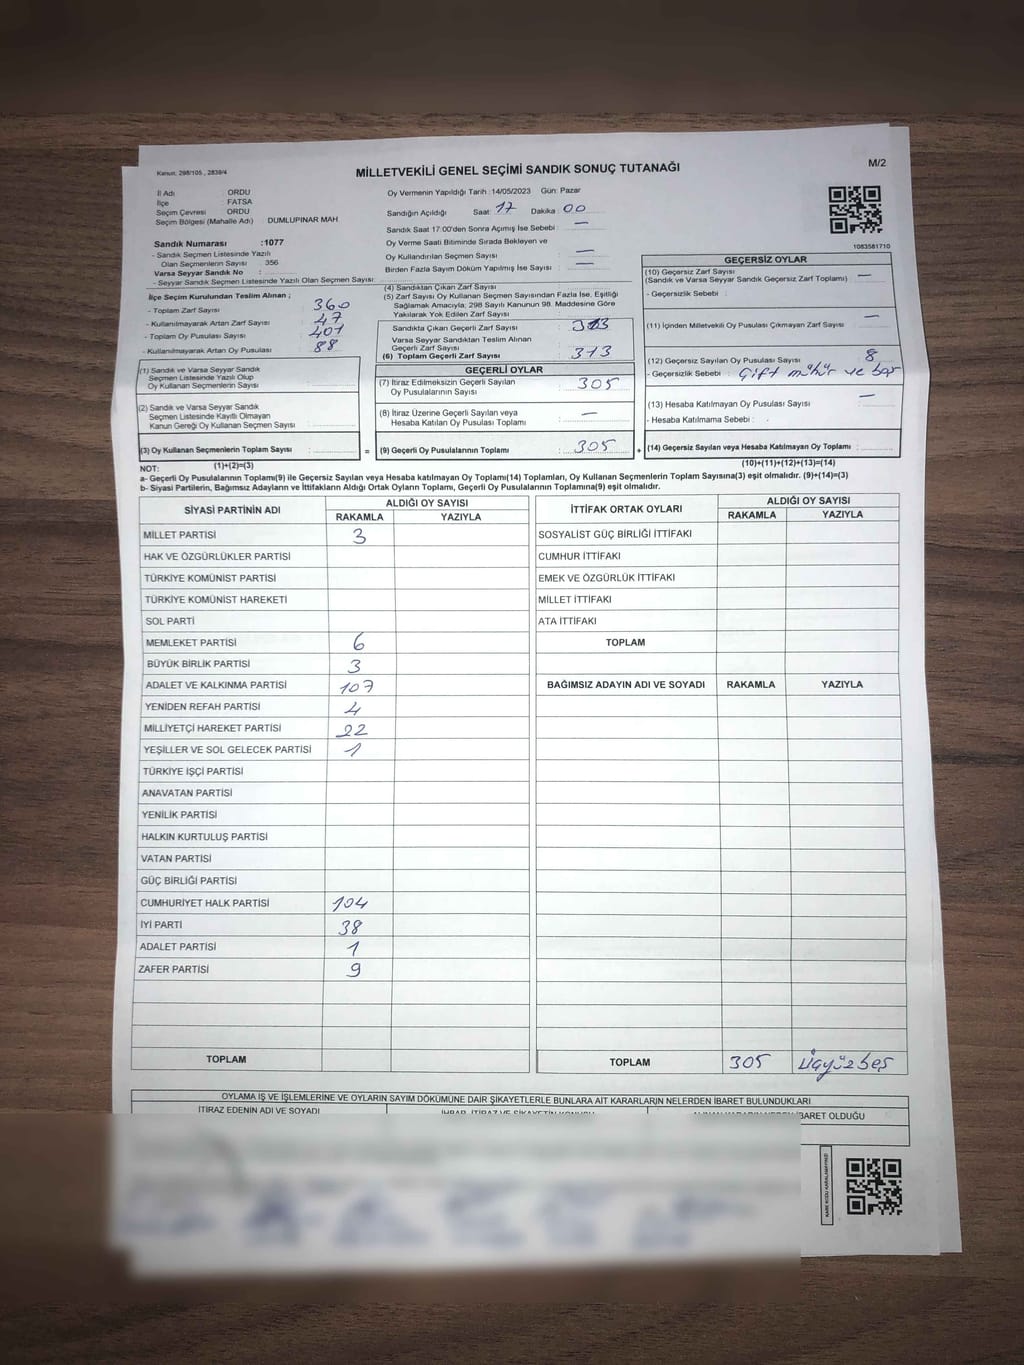 Kanun: 298/105 , 2839/4
MİLLETVEKİLİ GENEL SEÇİMİ SANDIK SONUÇ TUTANAĞI
M/2
İl Adı ORDU
İlçe FATSA
Seçim Çevresi ORDU
Seçim Bölgesi (Mahalle Adı) DUMLUPINAR MAH
Sandık Numarası :1077
- Sandık Seçmen Listesinde Yazılı
Olan Seçmenlerin Sayısı 356
Varsa Seyyar Sandık No :
- Seyyar Sandık Seçmen Listesinde Yazılı Olan Seçmen Sayısı :
İlçe Seçim Kurulundan Teslim Alınan ;
- Toplam Zarf Sayısı : 360
- Kullanılmayarak Artan Zarf Sayısı : 47
- Toplam Oy Pusulası Sayısı : 401
- Kullanılmayarak Artan Oy Pusulası : 88
Oy Vermenin Yapıldığı Tarih : 14/05/2023 Gün: Pazar
Sandığın Açıldığı Saat : 17 Dakika : 00
Sandık Saat 17:00'den Sonra Açımış İse Sebebi : —
Oy Verme Saati Bitiminde Sırada Bekleyen ve
Oy Kullandırılan Seçmen Sayısı : —
Birden Fazla Sayım Döküm Yapılmış İse Sayısı : —
(4) Sandıktan Çıkan Zarf Sayısı :
(5) Zarf Sayısı Oy Kullanan Seçmen Sayısından Fazla İse, Eşitliği
Sağlamak Amacıyla; 298 Sayılı Kanunun 98. Maddesine Göre
Yakılarak Yok Edilen Zarf Sayısı :
Sandıkta Çıkan Geçerli Zarf Sayısı : 313
Varsa Seyyar Sandıktan Teslim Alınan
Geçerli Zarf Sayısı :
(6) Toplam Geçerli Zarf Sayısı : 313
1083581710
GEÇERSİZ OYLAR
(10) Geçersiz Zarf Sayısı
(Sandık ve Varsa Seyyar Sandık Geçersiz Zarf Toplamı) : —
- Geçersizlik Sebebi :
(11) İçinden Milletvekili Oy Pusulası Çıkmayan Zarf Sayısı : —
(12) Geçersiz Sayılan Oy Pusulası Sayısı : 8
- Geçersizlik Sebebi : Çift mühür ve boş
(13) Hesaba Katılmayan Oy Pusulası Sayısı : —
- Hesaba Katılmama Sebebi :
(14) Geçersiz Sayılan veya Hesaba Katılmayan Oy Toplamı :
(10)+(11)+(12)+(13)=(14)
GEÇERLİ OYLAR
(7) İtiraz Edilmeksizin Geçerli Sayılan
Oy Pusulalarının Sayısı : 305
(8) İtiraz Üzerine Geçerli Sayılan veya
Hesaba Katılan Oy Pusulası Toplamı : —
(9) Geçerli Oy Pusulalarının Toplamı : 305 +
(1) Sandık ve Varsa Seyyar Sandık
Seçmen Listesinde Yazılı Olup
Oy Kullanan Seçmenlerin Sayısı :
(2) Sandık ve Varsa Seyyar Sandık
Seçmen Listesinde Kayıtlı Olmayan
Kanun Gereği Oy Kullanan Seçmen Sayısı :
(3) Oy Kullanan Seçmenlerin Toplam Sayısı : =
(1)+(2)=(3)
NOT:
a- Geçerli Oy Pusulalarının Toplamı(9) ile Geçersiz Sayılan veya Hesaba katılmayan Oy Toplamı(14) Toplamları, Oy Kullanan Seçmenlerin Toplam Sayısına(3) eşit olmalıdır. (9)+(14)=(3)
b- Siyasi Partilerin, Bağımsız Adayların ve İttifakların Aldığı Ortak Oyların Toplamı, Geçerli Oy Pusulalarının Toplamına(9) eşit olmalıdır.
SİYASİ PARTİNİN ADI ALDIĞI OY SAYISI
RAKAMLA YAZIYLA
MİLLET PARTİSİ 3
HAK VE ÖZGÜRLÜKLER PARTİSİ
TÜRKİYE KOMÜNİST PARTİSİ
TÜRKİYE KOMÜNİST HAREKETİ
SOL PARTİ
MEMLEKET PARTİSİ 6
BÜYÜK BİRLİK PARTİSİ 3
ADALET VE KALKINMA PARTİSİ 107
YENİDEN REFAH PARTİSİ 4
MİLLİYETÇİ HAREKET PARTİSİ 22
YEŞİLLER VE SOL GELECEK PARTİSİ 1
TÜRKİYE İŞÇİ PARTİSİ
ANAVATAN PARTİSİ
YENİLİK PARTİSİ
HALKIN KURTULUŞ PARTİSİ
VATAN PARTİSİ
GÜÇ BİRLİĞİ PARTİSİ
CUMHURİYET HALK PARTİSİ 104
İYİ PARTİ 38
ADALET PARTİSİ 1
ZAFER PARTİSİ 9
TOPLAM
İTTİFAK ORTAK OYLARI ALDIĞI OY SAYISI
RAKAMLA YAZIYLA
SOSYALİST GÜÇ BİRLİĞİ İTTİFAKI
CUMHUR İTTİFAKI
EMEK VE ÖZGÜRLÜK İTTİFAKI
MİLLET İTTİFAKI
ATA İTTİFAKI
TOPLAM
BAĞIMSIZ ADAYIN ADI VE SOYADI RAKAMLA YAZIYLA
TOPLAM 305 Üçyüzbeş
OYLAMA İŞ VE İŞLEMLERİNE VE OYLARIN SAYIM DÖKÜMÜNE DAİR ŞİKAYETLERLE BUNLARA AİT KARARLARIN NELERDEN İBARET BULUNDUKLARI
İTİRAZ EDENİN ADI VE SOYADI
İBARET OLDUĞU
KARE KODU KARALAMAYINIZ